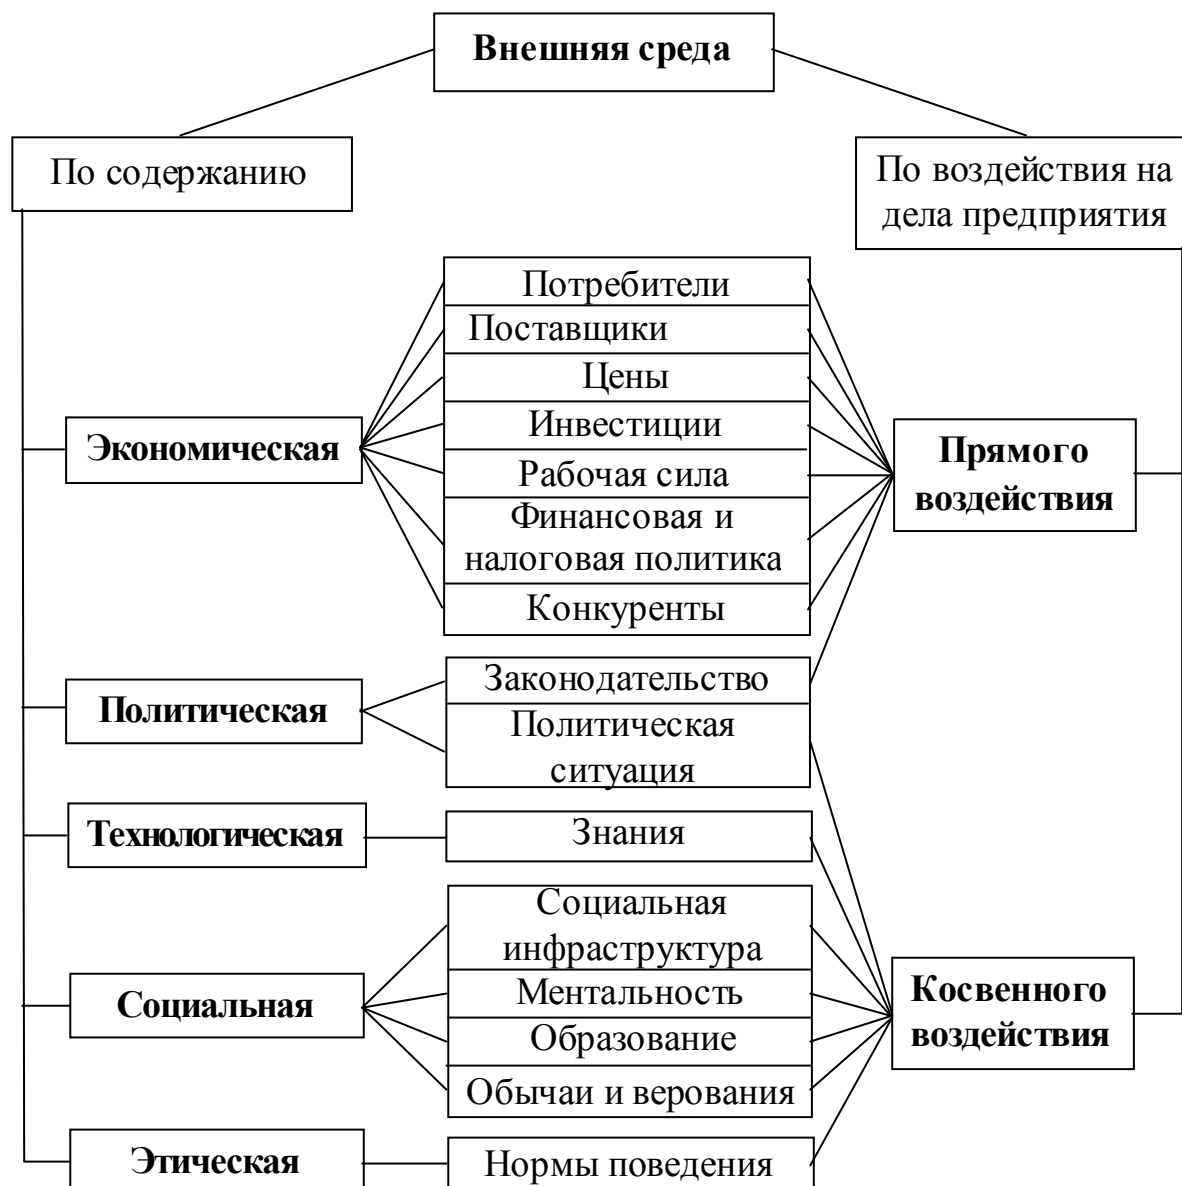 Внешняя среда
По содержанию
По воздействия на
дела предприятия
Потребители
Поставщики
Цены
Инвестиции
Рабочая сила
Финансовая и
налоговая политика
Конкуренты
Экономическая
Прямого
воздействия
Законодательство
Политическая
ситуация
Политическая
Технологическая
Знания
Социальная
инфраструктура
Ментальность
Образование
Обычаи и верования
Социальная
Косвенного
воздействия
Этическая
Нормы поведения